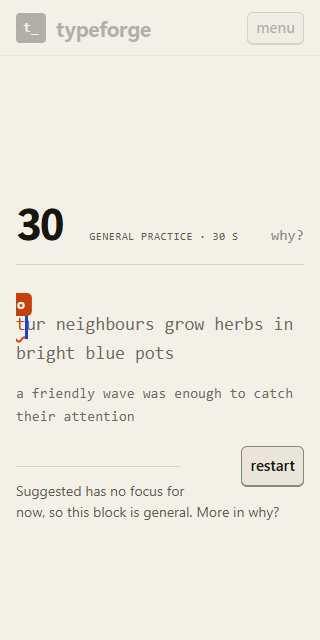 t_ typeforge menu
30 GENERAL PRACTICE · 30 S why?
o
tur neighbours grow herbs in
bright blue pots
a friendly wave was enough to catch
their attention
restart
Suggested has no focus for
now, so this block is general. More in why?